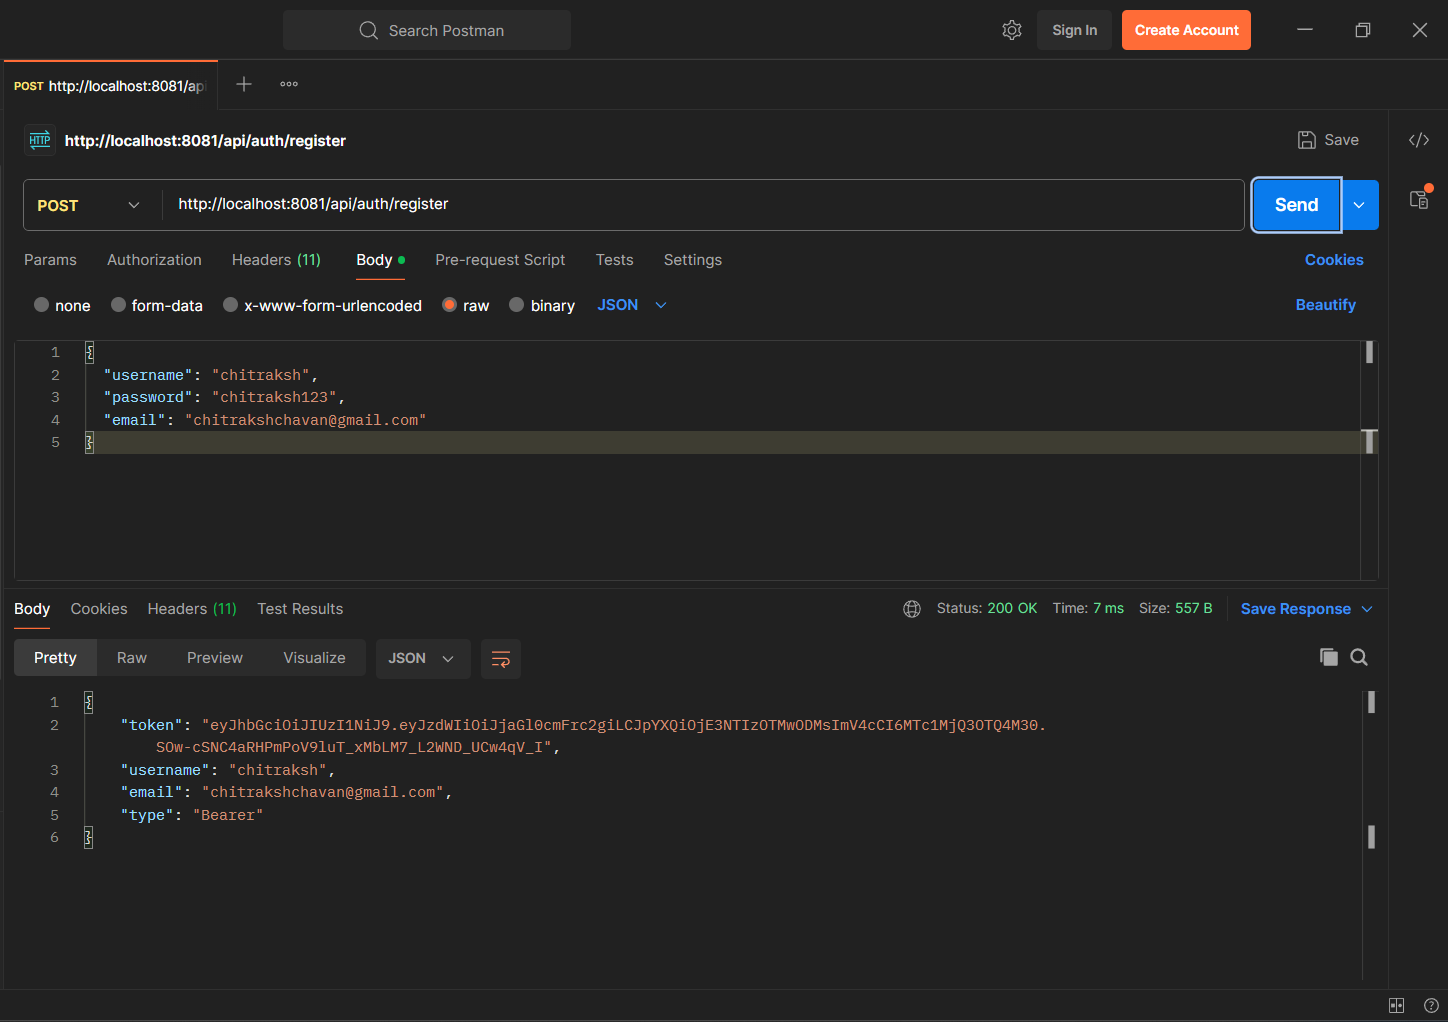 Search Postman
Sign In
Create Account
POST http://localhost:8081/api
http://localhost:8081/api/auth/register
Save
POST
http://localhost:8081/api/auth/register
Send
Params Authorization Headers (11) Body Pre-request Script Tests Settings Cookies
none form-data x-www-form-urlencoded raw binary JSON Beautify
1 {
2 "username": "chitraksh",
3 "password": "chitraksh123",
4 "email": "chitrakshchavan@gmail.com"
5 }
Body Cookies Headers (11) Test Results Status: 200 OK Time: 7 ms Size: 557 B Save Response
Pretty Raw Preview Visualize JSON
1 {
2 "token": "eyJhbGciOiJIUzI1NiJ9.eyJzdWIiOiJjaGl0cmFrc2giLCJpYXQiOjE3NTIzOTMwODMsImV4cCI6MTc1MjQ3OTQ4M30.
SOw-cSNC4aRHPmPoV9luT_xMbLM7_L2WND_UCw4qV_I",
3 "username": "chitraksh",
4 "email": "chitrakshchavan@gmail.com",
5 "type": "Bearer"
6 }